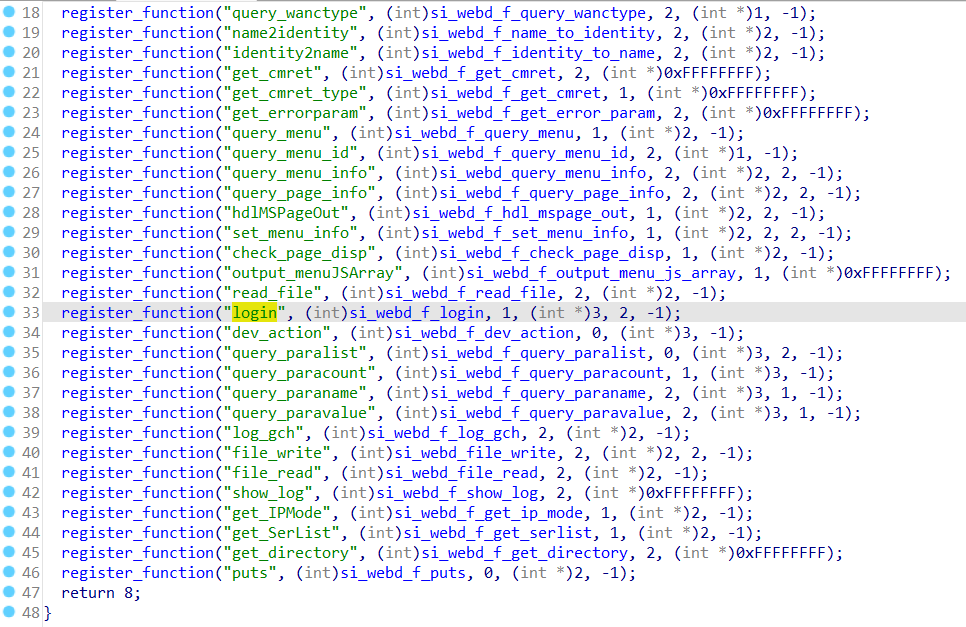 18 register_function("query_wanctype", (int)si_webd_f_query_wanctype, 2, (int *)1, -1);
19 register_function("name2identity", (int)si_webd_f_name_to_identity, 2, (int *)2, -1);
20 register_function("identity2name", (int)si_webd_f_identity_to_name, 2, (int *)2, -1);
21 register_function("get_cmret", (int)si_webd_f_get_cmret, 2, (int *)0xFFFFFFFF);
22 register_function("get_cmret_type", (int)si_webd_f_get_cmret, 1, (int *)0xFFFFFFFF);
23 register_function("get_errorparam", (int)si_webd_f_get_error_param, 2, (int *)0xFFFFFFFF);
24 register_function("query_menu", (int)si_webd_f_query_menu, 1, (int *)2, -1);
25 register_function("query_menu_id", (int)si_webd_f_query_menu_id, 2, (int *)1, -1);
26 register_function("query_menu_info", (int)si_webd_query_menu_info, 2, (int *)2, 2, -1);
27 register_function("query_page_info", (int)si_webd_f_query_page_info, 2, (int *)2, 2, -1);
28 register_function("hdlMSPageOut", (int)si_webd_f_hdl_mspage_out, 1, (int *)2, 2, -1);
29 register_function("set_menu_info", (int)si_webd_f_set_menu_info, 1, (int *)2, 2, 2, -1);
30 register_function("check_page_disp", (int)si_webd_f_check_page_disp, 1, (int *)2, -1);
31 register_function("output_menuJSArray", (int)si_webd_f_output_menu_js_array, 1, (int *)0xFFFFFFFF);
32 register_function("read_file", (int)si_webd_f_read_file, 2, (int *)2, -1);
33 register_function("login", (int)si_webd_f_login, 1, (int *)3, 2, -1);
34 register_function("dev_action", (int)si_webd_f_dev_action, 0, (int *)3, -1);
35 register_function("query_paralist", (int)si_webd_f_query_paralist, 0, (int *)3, 2, -1);
36 register_function("query_paracount", (int)si_webd_f_query_paracount, 1, (int *)3, -1);
37 register_function("query_paraname", (int)si_webd_f_query_paraname, 2, (int *)3, 1, -1);
38 register_function("query_paravalue", (int)si_webd_f_query_paravalue, 2, (int *)3, 1, -1);
39 register_function("log_gch", (int)si_webd_f_log_gch, 2, (int *)2, -1);
40 register_function("file_write", (int)si_webd_file_write, 2, (int *)2, 2, -1);
41 register_function("file_read", (int)si_webd_file_read, 2, (int *)2, -1);
42 register_function("show_log", (int)si_webd_f_show_log, 2, (int *)0xFFFFFFFF);
43 register_function("get_IPMode", (int)si_webd_f_get_ip_mode, 1, (int *)2, -1);
44 register_function("get_SerList", (int)si_webd_f_get_serlist, 1, (int *)2, -1);
45 register_function("get_directory", (int)si_webd_f_get_directory, 2, (int *)0xFFFFFFFF);
46 register_function("puts", (int)si_webd_f_puts, 0, (int *)2, -1);
47 return 8;
48 }